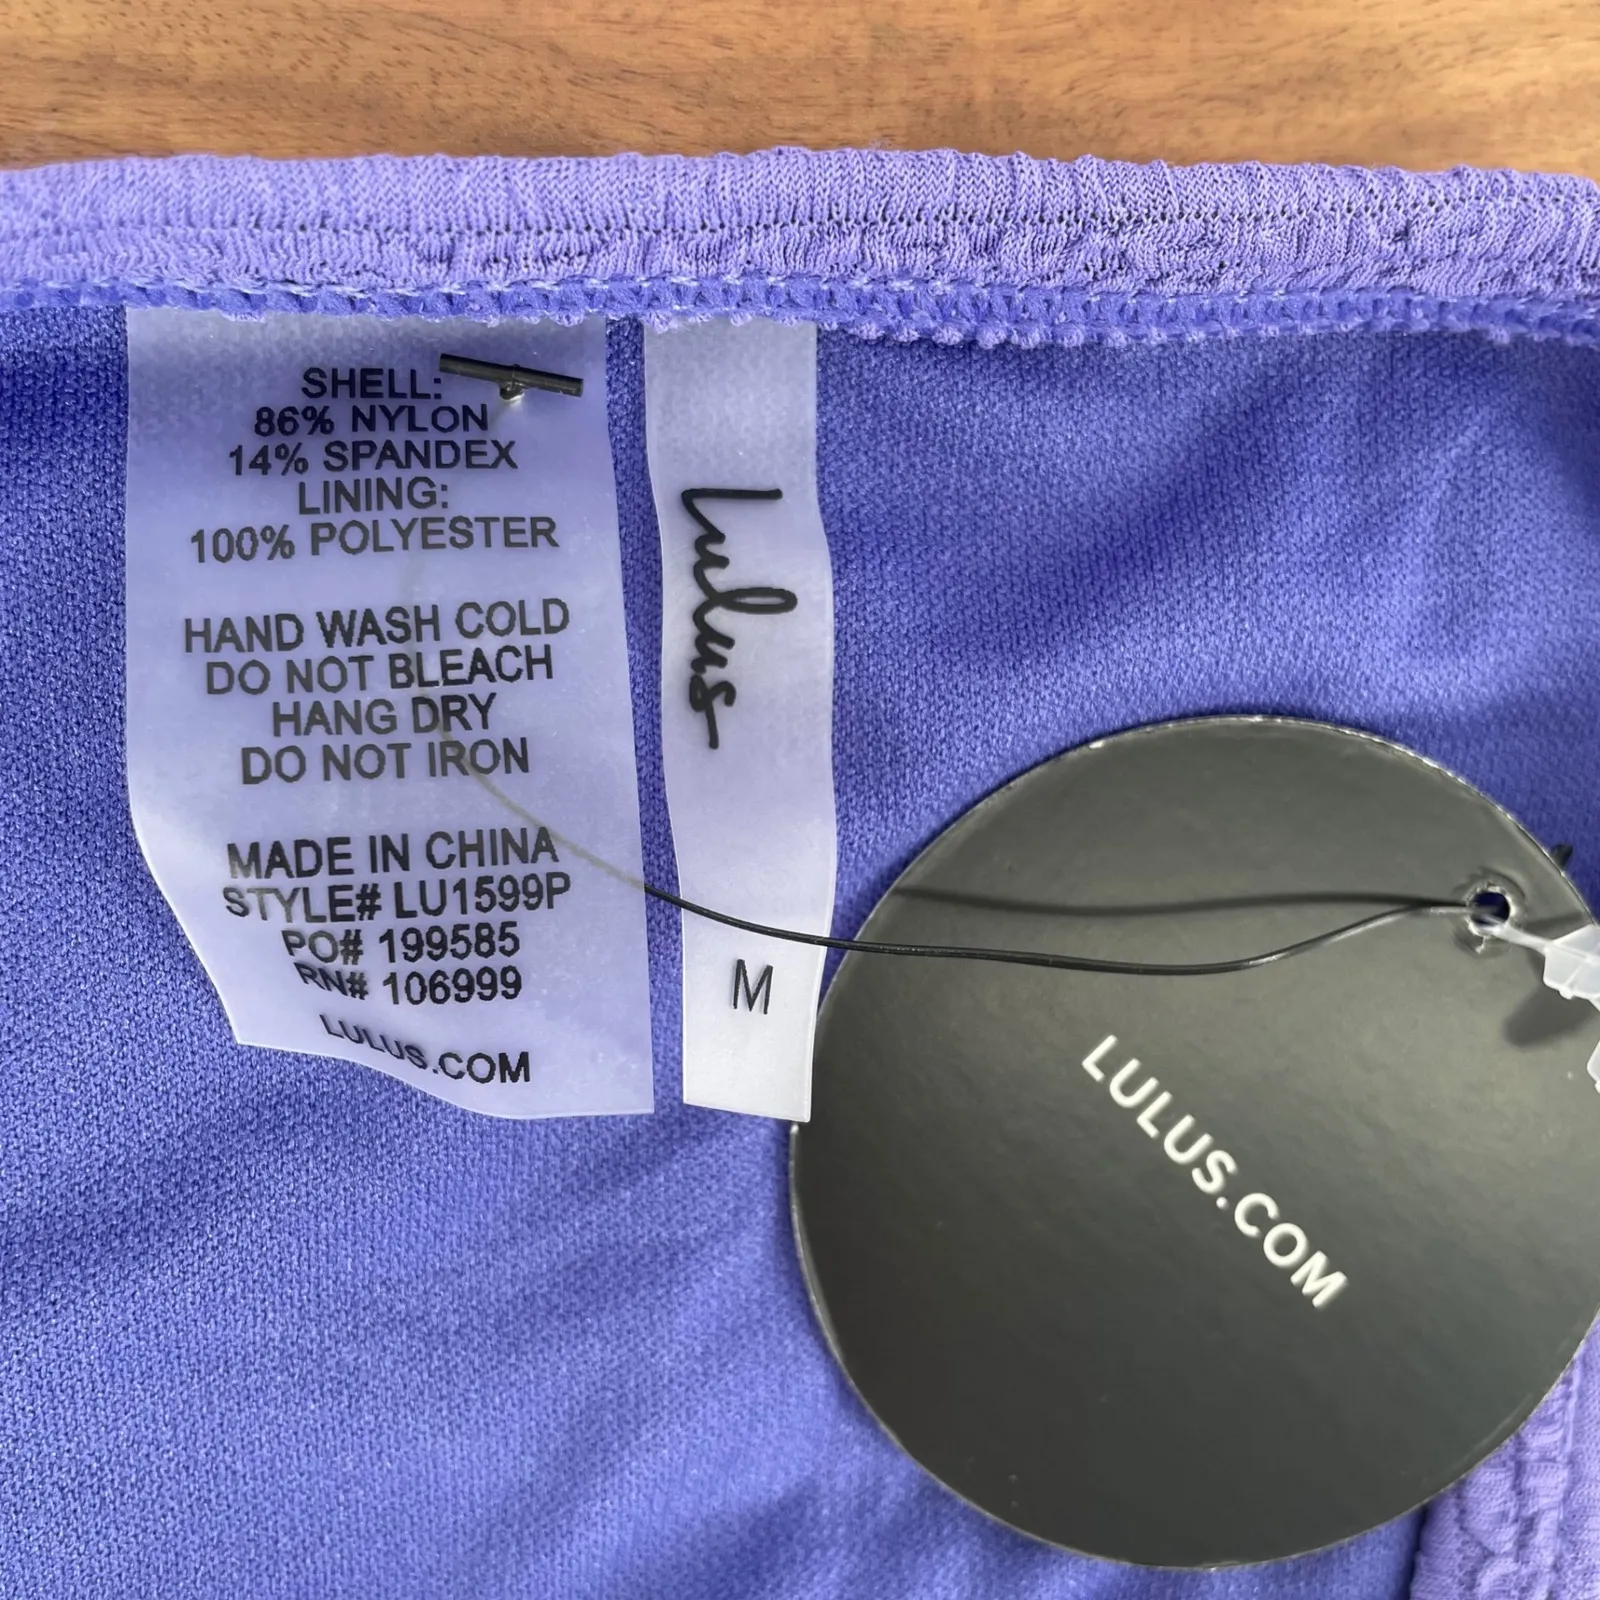 SHELL:
86% NYLON
14% SPANDEX
LINING:
100% POLYESTER
HAND WASH COLD
DO NOT BLEACH
HANG DRY
DO NOT IRON
MADE IN CHINA
STYLE# LU1599P
PO# 199585
RN# 106999
LULUS.COM
Lulus
M
LULUS.COM